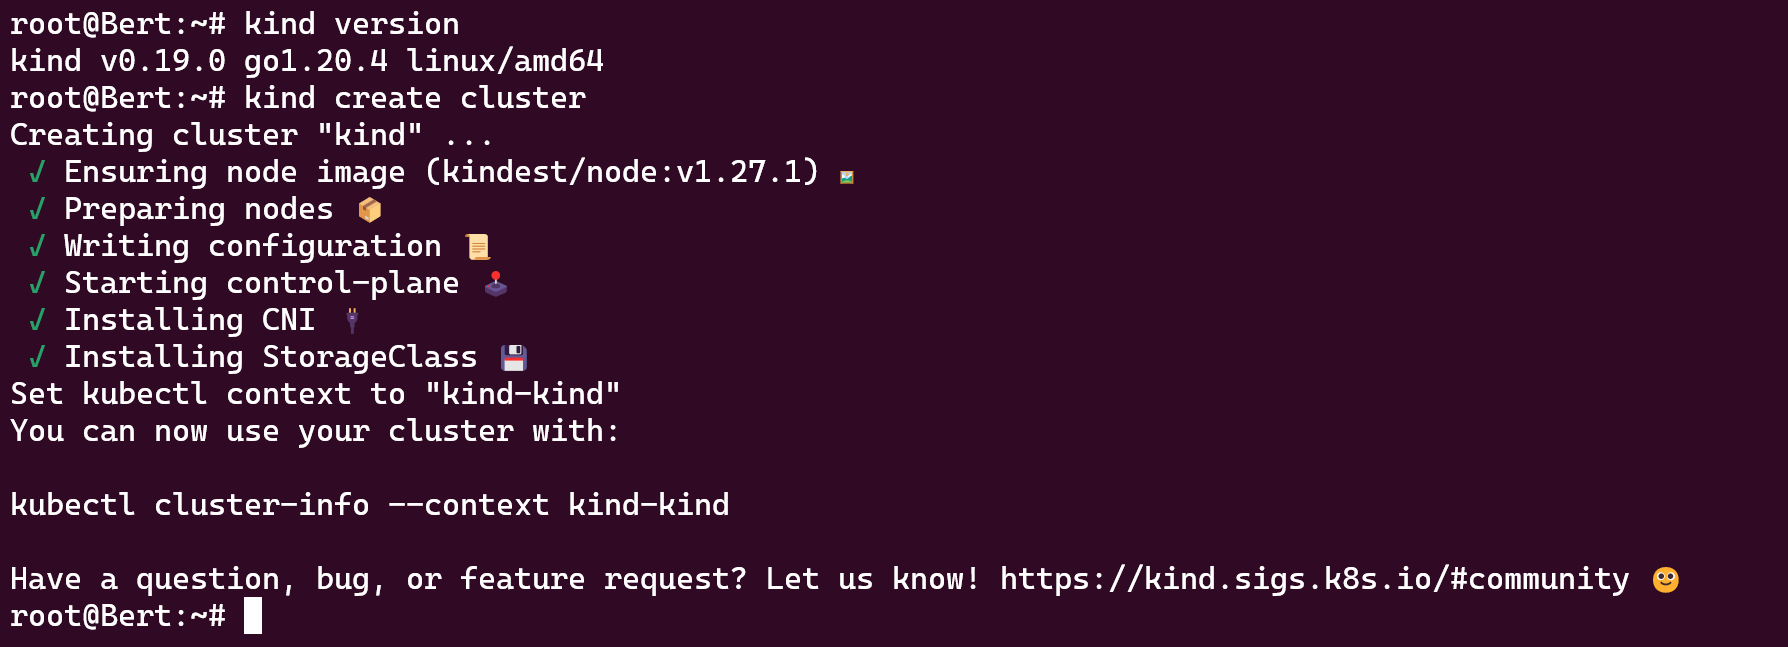 root@Bert:~# kind version
kind v0.19.0 go1.20.4 linux/amd64
root@Bert:~# kind create cluster
Creating cluster "kind" ...
 ✓ Ensuring node image (kindest/node:v1.27.1) 🖼
 ✓ Preparing nodes 📦
 ✓ Writing configuration 📜
 ✓ Starting control-plane 🕹️
 ✓ Installing CNI 🔌
 ✓ Installing StorageClass 💾
Set kubectl context to "kind-kind"
You can now use your cluster with:

kubectl cluster-info --context kind-kind

Have a question, bug, or feature request? Let us know! https://kind.sigs.k8s.io/#community 🙂
root@Bert:~#